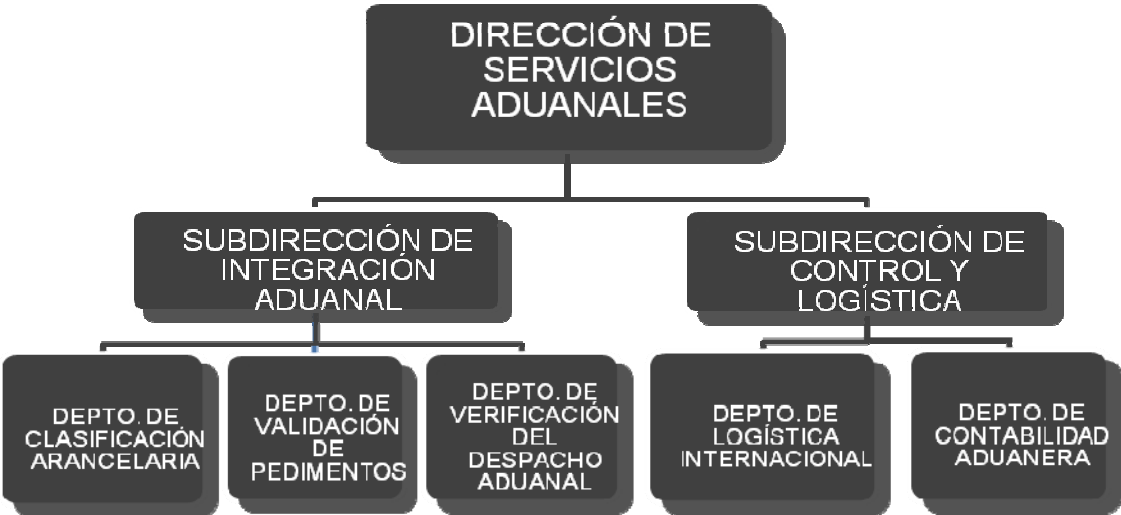 DIRECCIÓN DE
SERVICIOS
ADUANALES
SUBDIRECCIÓN DE
INTEGRACIÓN
ADUANAL
SUBDIRECCIÓN DE
CONTROL Y
LOGÍSTICA
DEPTO. DE
CLASIFICACIÓN
ARANCELARIA
DEPTO. DE
VALIDACIÓN
DE
PEDIMENTOS
DEPTO. DE
VERIFICACIÓN
DEL
DESPACHO
ADUANAL
DEPTO. DE
LOGÍSTICA
INTERNACIONAL
DEPTO. DE
CONTABILIDAD
ADUANERA